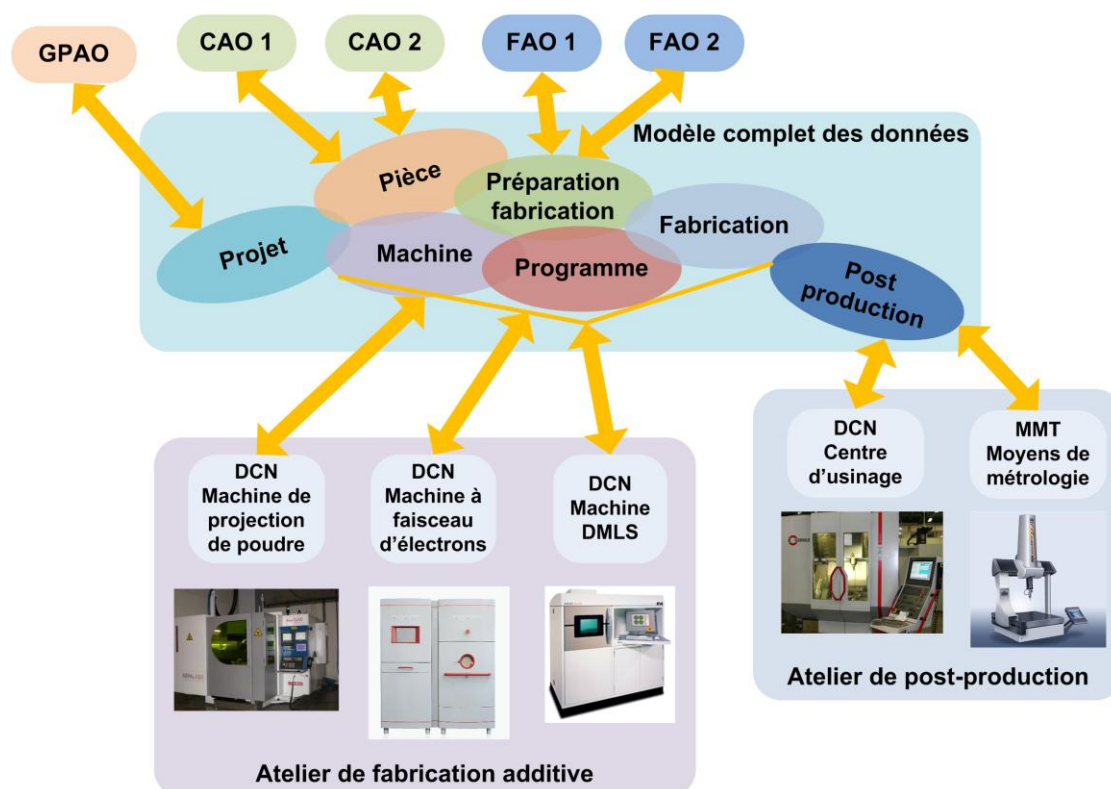 GPAO
CAO 1
CAO 2
FAO 1
FAO 2
Modèle complet des données
Pièce
Préparation
fabrication
Fabrication
Projet
Machine
Programme
Post
production
DCN
Machine de
projection
de poudre
DCN
Machine à
faisceau
d’électrons
DCN
Machine
DMLS
DCN
Centre
d’usinage
MMT
Moyens de
métrologie
Atelier de post-production
Atelier de fabrication additive